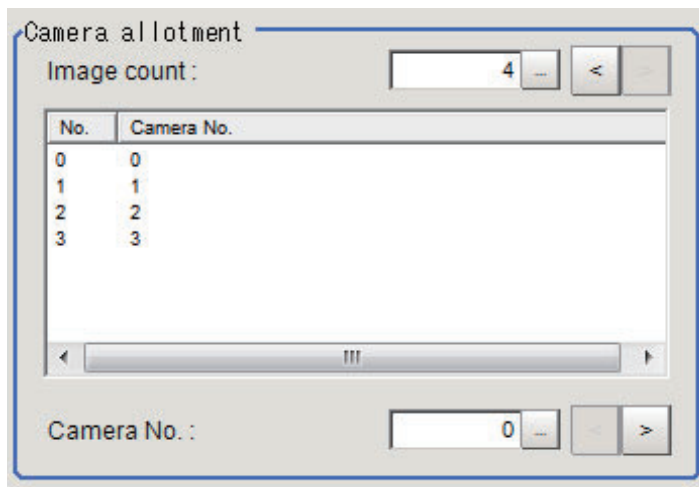 Camera allotment
Image count : 4 ... < >
No. Camera No.
0 0
1 1
2 2
3 3
Camera No. : 0 ... < >